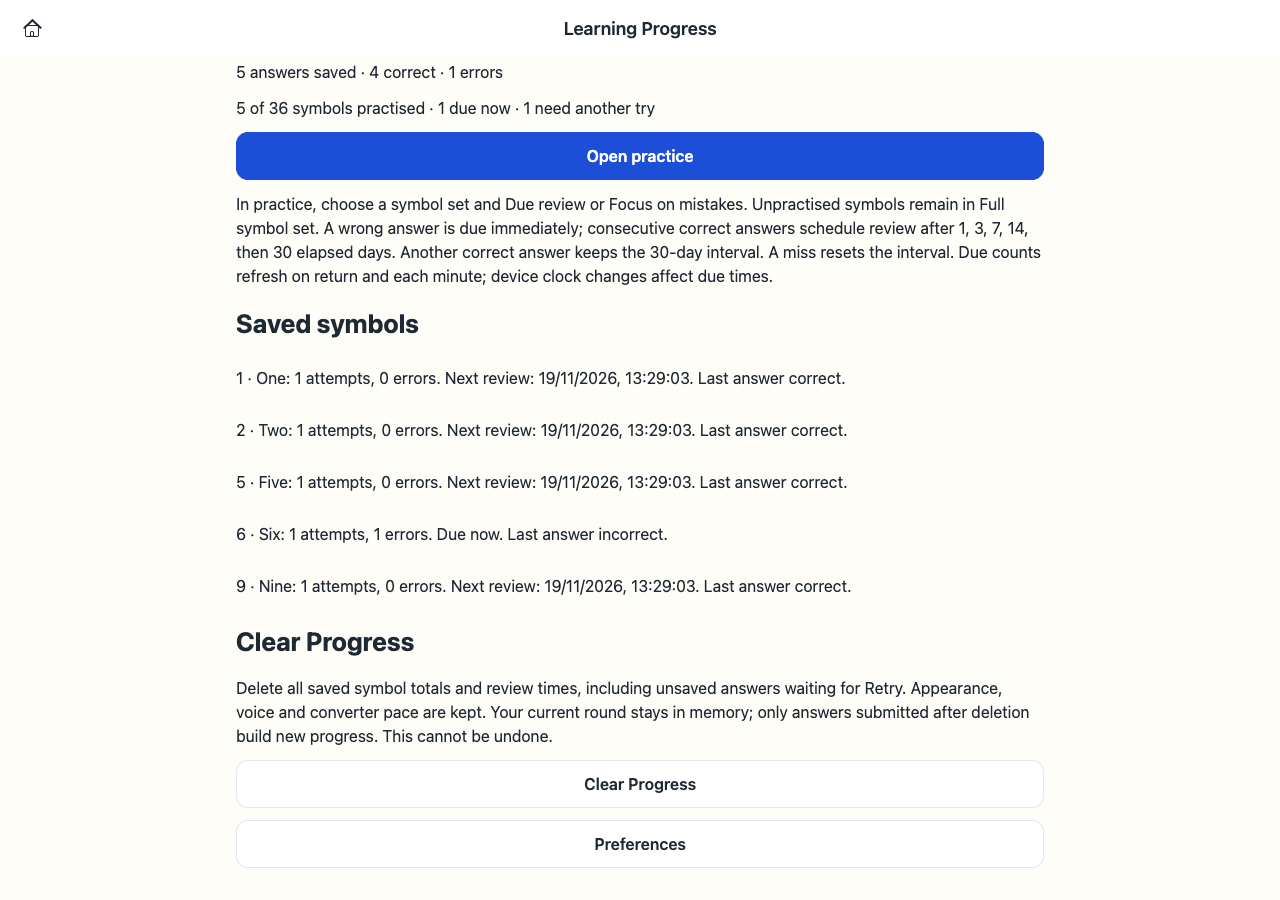 Learning Progress
5 answers saved · 4 correct · 1 errors
5 of 36 symbols practised · 1 due now · 1 need another try
Open practice
In practice, choose a symbol set and Due review or Focus on mistakes. Unpractised symbols remain in Full
symbol set. A wrong answer is due immediately; consecutive correct answers schedule review after 1, 3, 7, 14,
then 30 elapsed days. Another correct answer keeps the 30-day interval. A miss resets the interval. Due counts
refresh on return and each minute; device clock changes affect due times.
Saved symbols
1 · One: 1 attempts, 0 errors. Next review: 19/11/2026, 13:29:03. Last answer correct.
2 · Two: 1 attempts, 0 errors. Next review: 19/11/2026, 13:29:03. Last answer correct.
5 · Five: 1 attempts, 0 errors. Next review: 19/11/2026, 13:29:03. Last answer correct.
6 · Six: 1 attempts, 1 errors. Due now. Last answer incorrect.
9 · Nine: 1 attempts, 0 errors. Next review: 19/11/2026, 13:29:03. Last answer correct.
Clear Progress
Delete all saved symbol totals and review times, including unsaved answers waiting for Retry. Appearance,
voice and converter pace are kept. Your current round stays in memory; only answers submitted after deletion
build new progress. This cannot be undone.
Clear Progress
Preferences